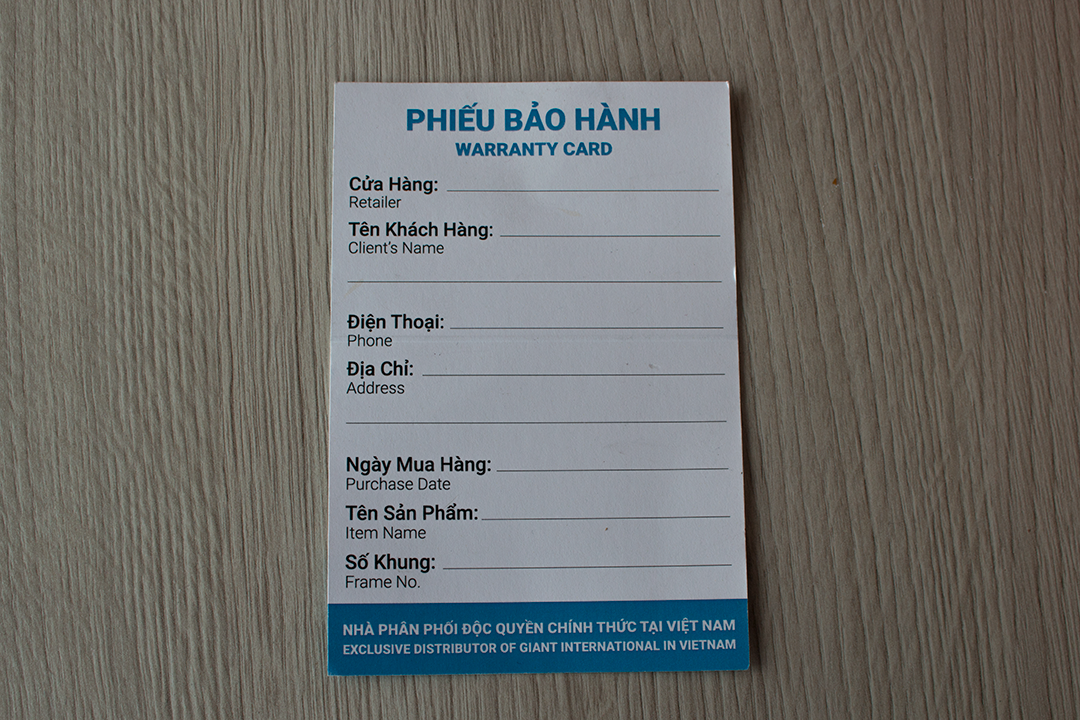 PHIẾU BẢO HÀNH
WARRANTY CARD
Cửa Hàng:
Retailer
Tên Khách Hàng:
Client's Name
Điện Thoại:
Phone
Địa Chỉ:
Address
Ngày Mua Hàng:
Purchase Date
Tên Sản Phẩm:
Item Name
Số Khung:
Frame No.
NHÀ PHÂN PHỐI ĐỘC QUYỀN CHÍNH THỨC TẠI VIỆT NAM
EXCLUSIVE DISTRIBUTOR OF GIANT INTERNATIONAL IN VIETNAM